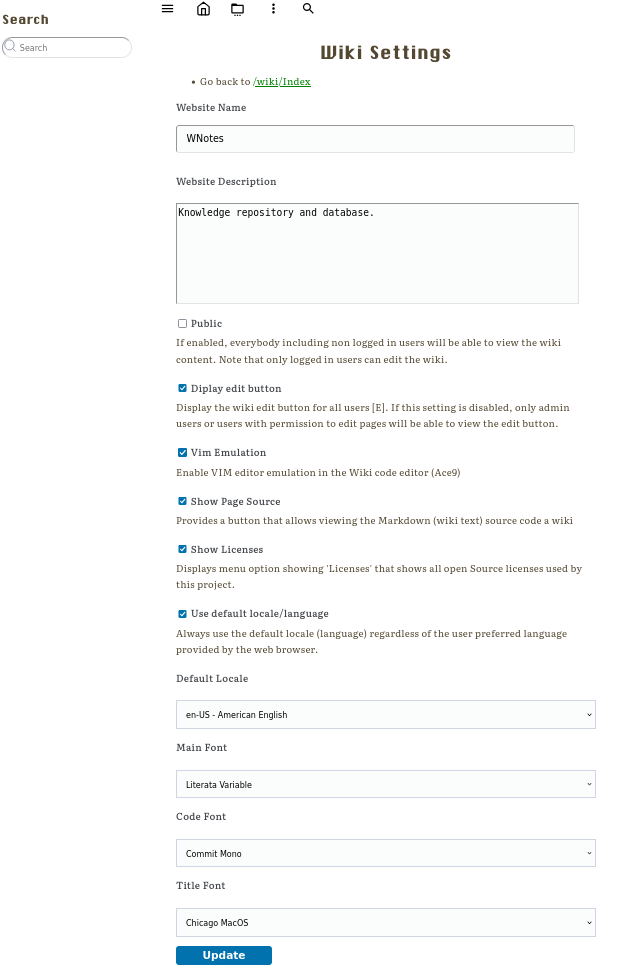 Search
Search
Wiki Settings
• Go back to /wiki/Index
Website Name
WNotes
Website Description
Knowledge repository and database.
Public
If enabled, everybody including non logged in users will be able to view the wiki
content. Note that only logged in users can edit the wiki.
Diplay edit button
Display the wiki edit button for all users [E]. If this setting is disabled, only admin
users or users with permission to edit pages will be able to view the edit button.
Vim Emulation
Enable VIM editor emulation in the Wiki code editor (Ace9)
Show Page Source
Provides a button that allows viewing the Markdown (wiki text) source code a wiki
Show Licenses
Displays menu option showing 'Licenses' that shows all open Source licenses used by
this project.
Use default locale/language
Always use the default locale (language) regardless of the user preferred language
provided by the web browser.
Default Locale
en-US - American English
Main Font
Literata Variable
Code Font
Commit Mono
Title Font
Chicago MacOS
Update